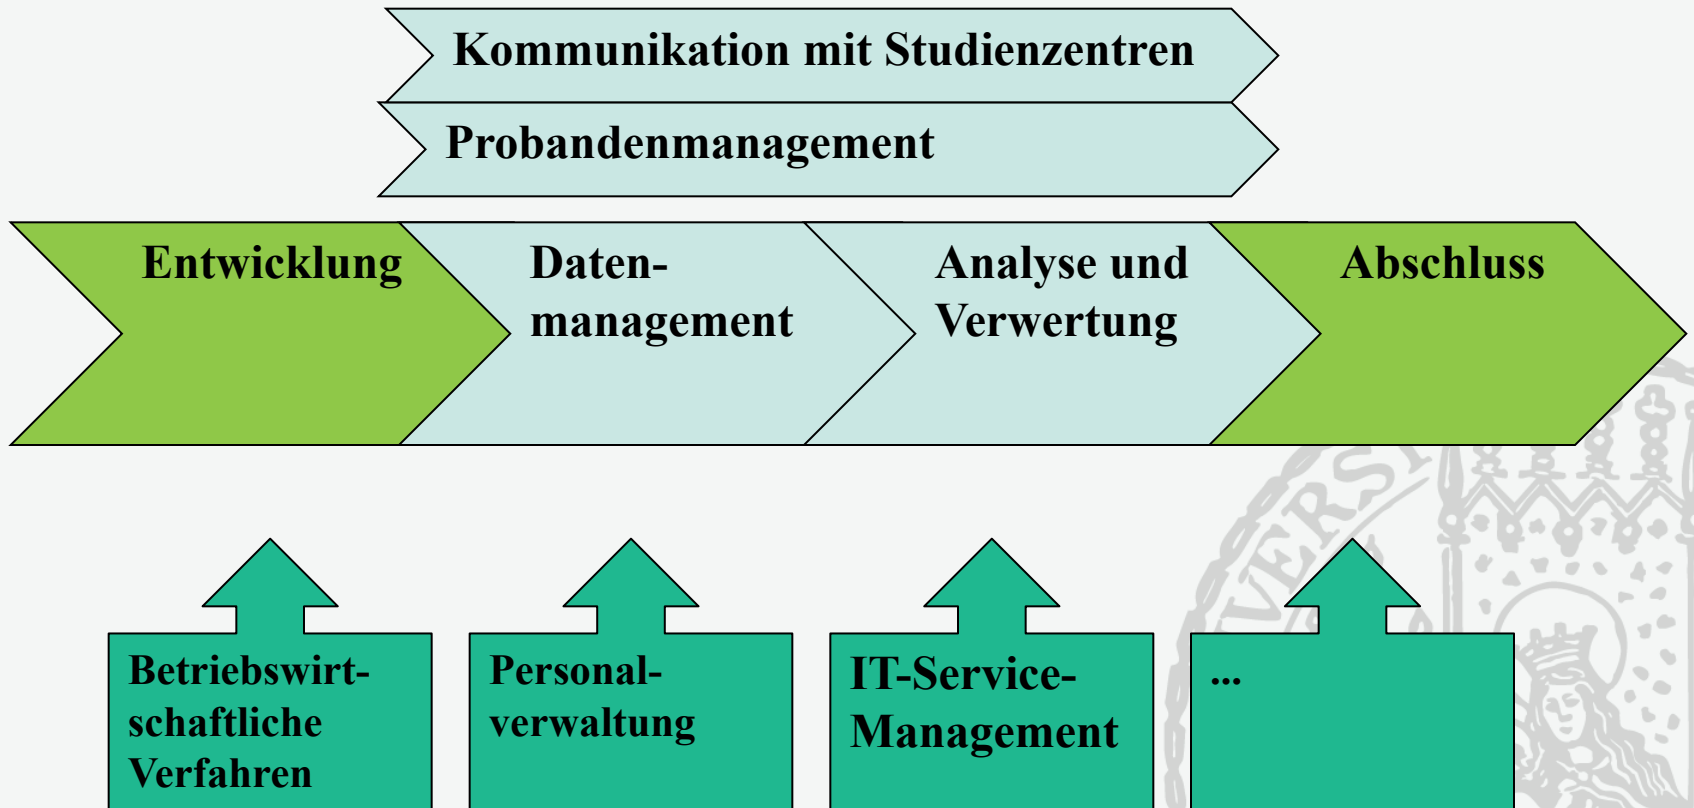 Kommunikation mit Studienzentren
Probandenmanagement
Entwicklung
Daten-
management
Analyse und
Verwertung
Abschluss
Betriebswirt-
schaftliche
Verfahren
Personal-
verwaltung
IT-Service-
Management
...
VERSI